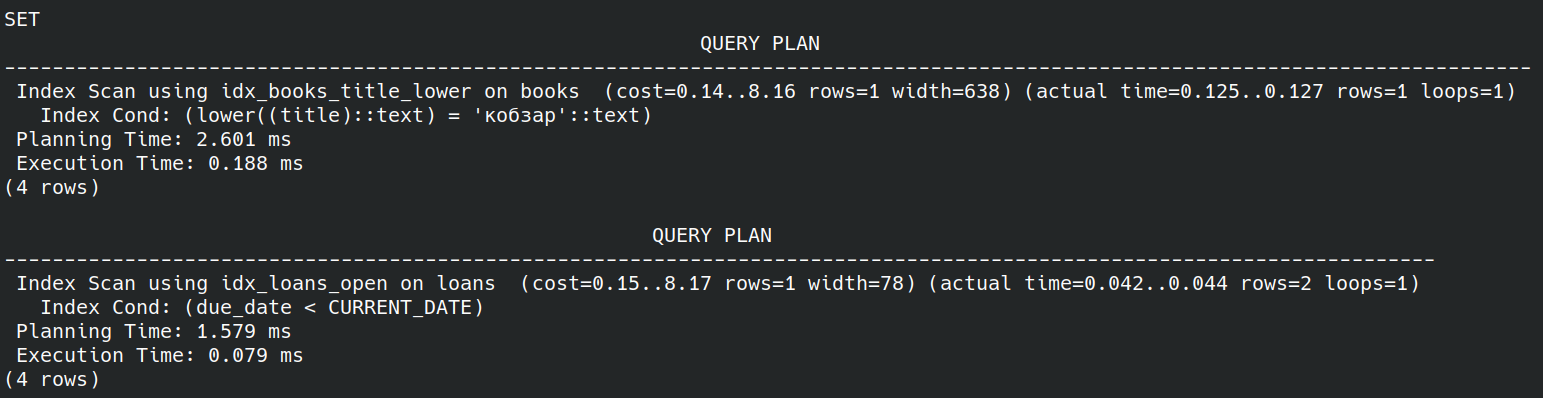 SET
QUERY PLAN
-------------------------------------------------------------------------------------------------------------------------------
Index Scan using idx_books_title_lower on books  (cost=0.14..8.16 rows=1 width=638) (actual time=0.125..0.127 rows=1 loops=1)
Index Cond: (lower((title)::text) = 'кобзар'::text)
Planning Time: 2.601 ms
Execution Time: 0.188 ms
(4 rows)
QUERY PLAN
-----------------------------------------------------------------------------------------------------------------------
Index Scan using idx_loans_open on loans  (cost=0.15..8.17 rows=1 width=78) (actual time=0.042..0.044 rows=2 loops=1)
Index Cond: (due_date < CURRENT_DATE)
Planning Time: 1.579 ms
Execution Time: 0.079 ms
(4 rows)